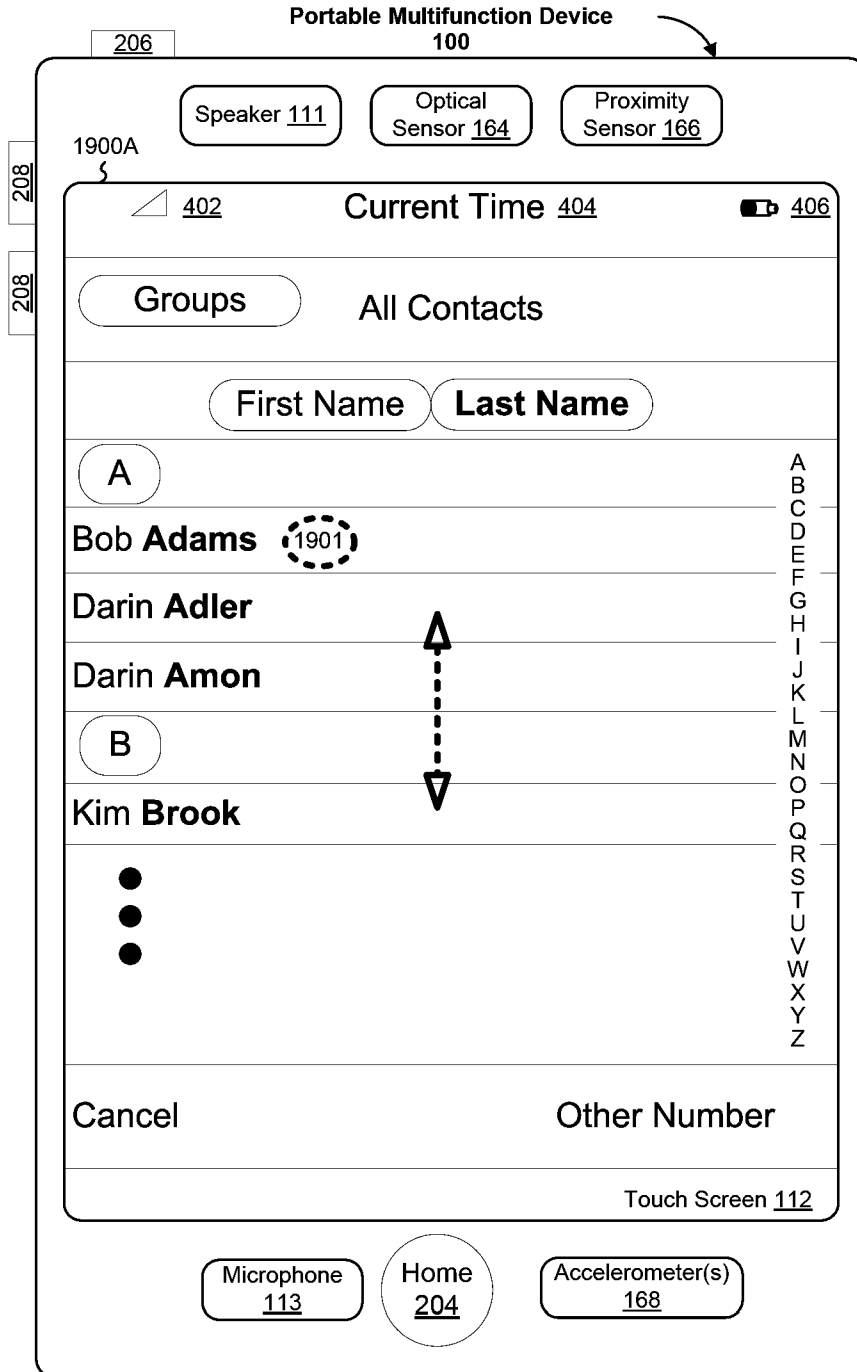 Portable Multifunction Device
100
206
Speaker 111
Optical
Sensor 164
Proximity
Sensor 166
1900A
208
208
402
Current Time 404
406
Groups
All Contacts
First Name
Last Name
A
Bob Adams
1901
Darin Adler
Darin Amon
B
Kim Brook
A
B
C
D
E
F
G
H
I
J
K
L
M
N
O
P
Q
R
S
T
U
V
W
X
Y
Z
Cancel
Other Number
Touch Screen 112
Microphone
113
Home
204
Accelerometer(s)
168